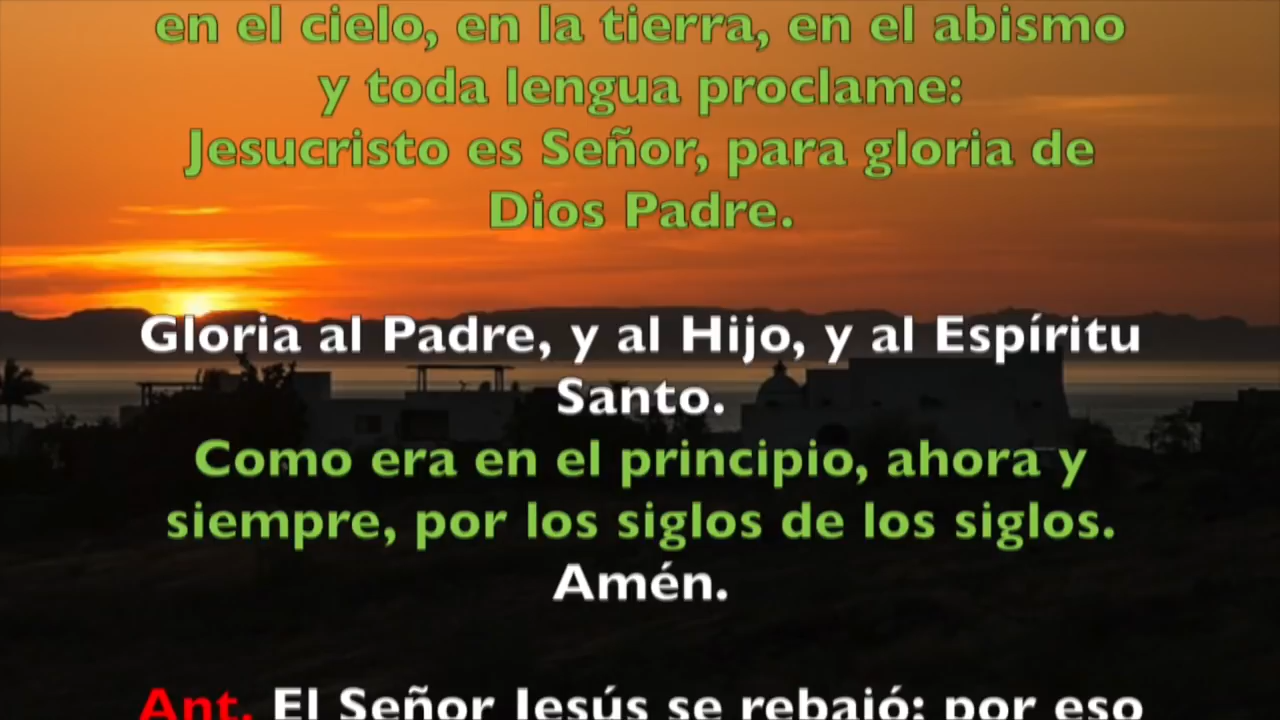 en el cielo, en la tierra, en el abismo
y toda lengua proclame:
Jesucristo es Señor, para gloria de
Dios Padre.
Gloria al Padre, y al Hijo, y al Espíritu
Santo.
Como era en el principio, ahora y
siempre, por los siglos de los siglos.
Amén.
Ant. El Señor Jesús se rebajó; por eso